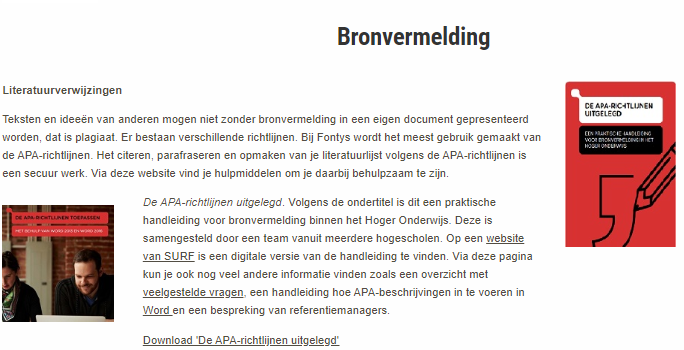 Bronvermelding
Literatuurverwijzingen
Teksten en ideeën van anderen mogen niet zonder bronvermelding in een eigen document gepresenteerd
worden, dat is plagiaat. Er bestaan verschillende richtlijnen. Bij Fontys wordt het meest gebruik gemaakt van
de APA-richtlijnen. Het citeren, parafraseren en opmaken van je literatuurlijst volgens de APA-richtlijnen is
een secuur werk. Via deze website vind je hulpmiddelen om je daarbij behulpzaam te zijn.
DE APA-RICHTLIJNEN
UITGELEGD
EEN PRAKTISCHE HANDLEIDING
VOOR BRONVERMELDING IN HET
HOGER ONDERWIJS
DE APA-RICHTLIJNEN TOEPASSEN
MET BEHULP VAN WORD 2013 EN WORD 2016
De APA-richtlijnen uitgelegd. Volgens de ondertitel is dit een praktische
handleiding voor bronvermelding binnen het Hoger Onderwijs. Deze is
samengesteld door een team vanuit meerdere hogescholen. Op een website
van SURF is een digitale versie van de handleiding te vinden. Via deze pagina
kun je ook nog veel andere informatie vinden zoals een overzicht met
veelgestelde vragen, een handleiding hoe APA-beschrijvingen in te voeren in
Word en een bespreking van referentiemanagers.
Download 'De APA-richtlijnen uitgelegd'